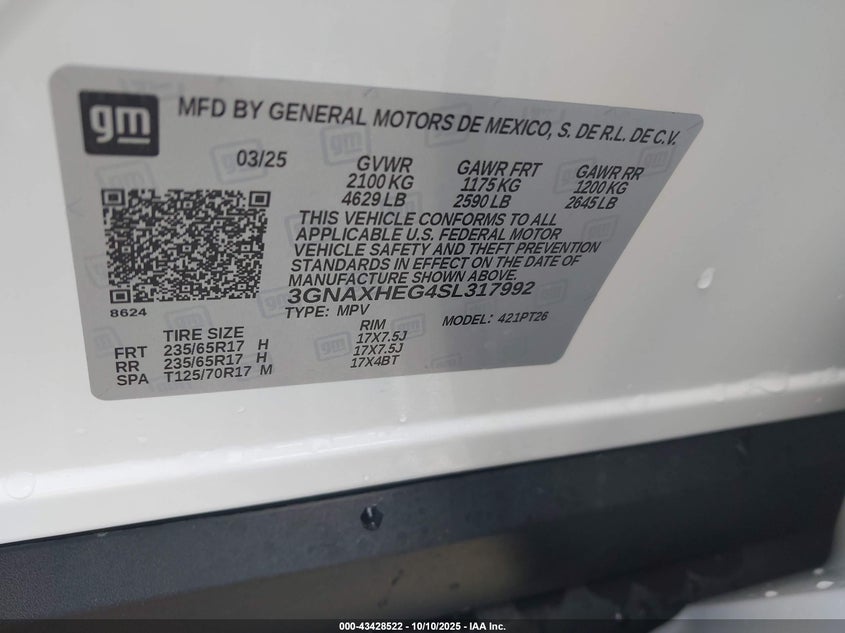 gm
MFD BY GENERAL MOTORS DE MEXICO, S. DE R.L. DE C.V.
03/25
GVWR GAWR FRT GAWR RR
2100 KG 1175 KG 1200 KG
4629 LB 2590 LB 2645 LB
THIS VEHICLE CONFORMS TO ALL
APPLICABLE U.S. FEDERAL MOTOR
VEHICLE SAFETY AND THEFT PREVENTION
STANDARDS IN EFFECT ON THE DATE OF
MANUFACTURE SHOWN ABOVE.
3GNAXHEG4SL317992
8624
TYPE: MPV MODEL: 421PT26
TIRE SIZE RIM
FRT 235/65R17 H 17X7.5J
RR 235/65R17 H 17X7.5J
SPA T125/70R17 M 17X4BT
000-43428522 - 10/10/2025 - IAA Inc.